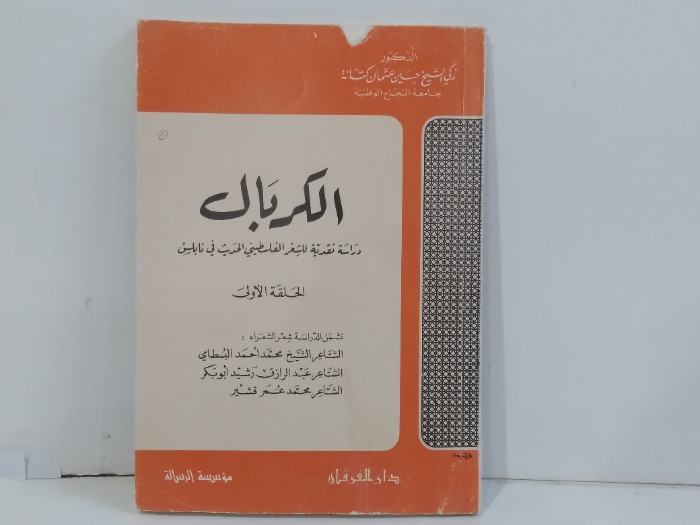 الدكتور
زكي الشيخ حسين عثمان كتانة
جامعة النجاح الوطنية
الكربال
دراسة نقدية للشعر الفلسطيني الحديث في نابلس
الحلقة الأولى
تشمل الدراسة شعر الشعراء :
الشاعر الشيخ محمد أحمد البسطامي
الشاعر عبد الرازق رشيد أبو بكر
الشاعر محمد عمر قشير
دار الفرقان
مؤسسة الرسالة